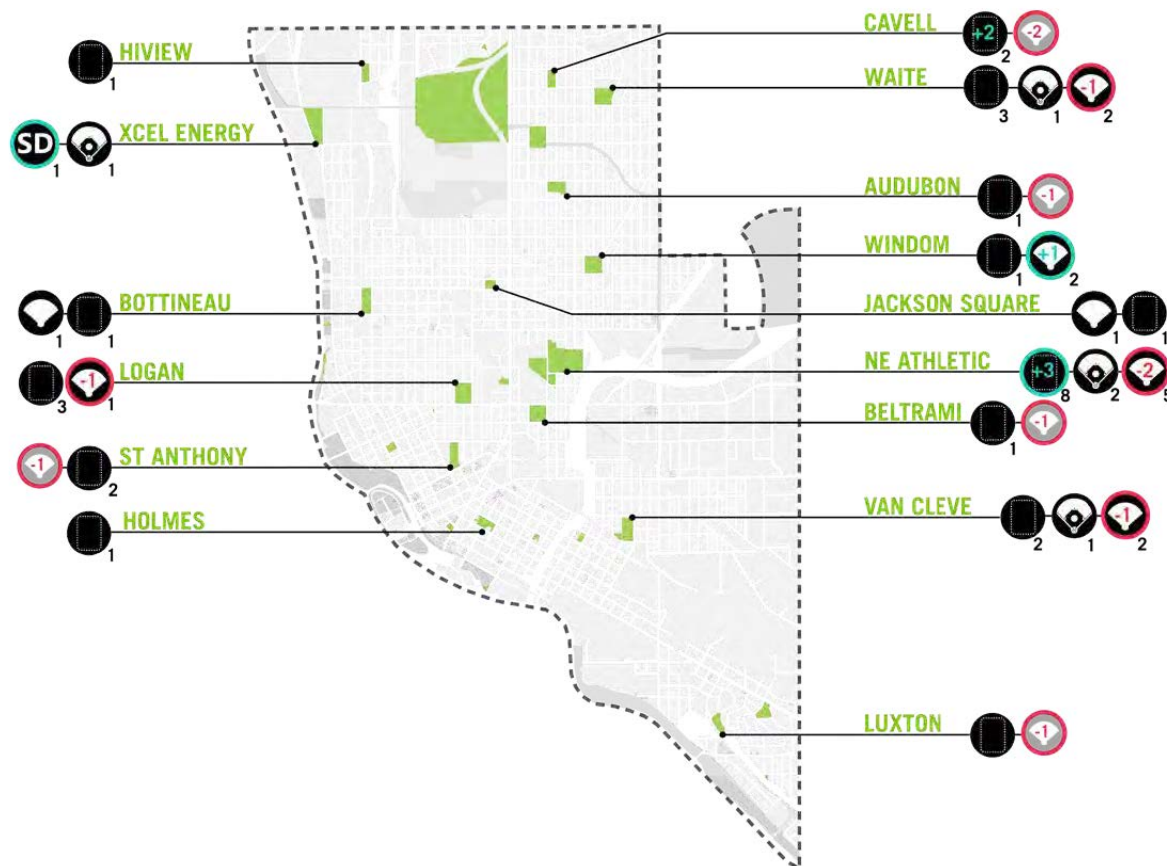 HIVIEW
1
SD
1
1
XCEL ENERGY
1
1
BOTTINEAU
3
-1
1
LOGAN
-1
2
ST ANTHONY
1
HOLMES
CAVELL
+2
2
-2
WAITE
3
1
-1
2
AUDUBON
1
-1
WINDOM
1
+1
2
JACKSON SQUARE
1
1
NE ATHLETIC
+3
8
2
-2
5
BELTRAMI
1
-1
VAN CLEVE
2
1
-1
2
LUXTON
1
-1